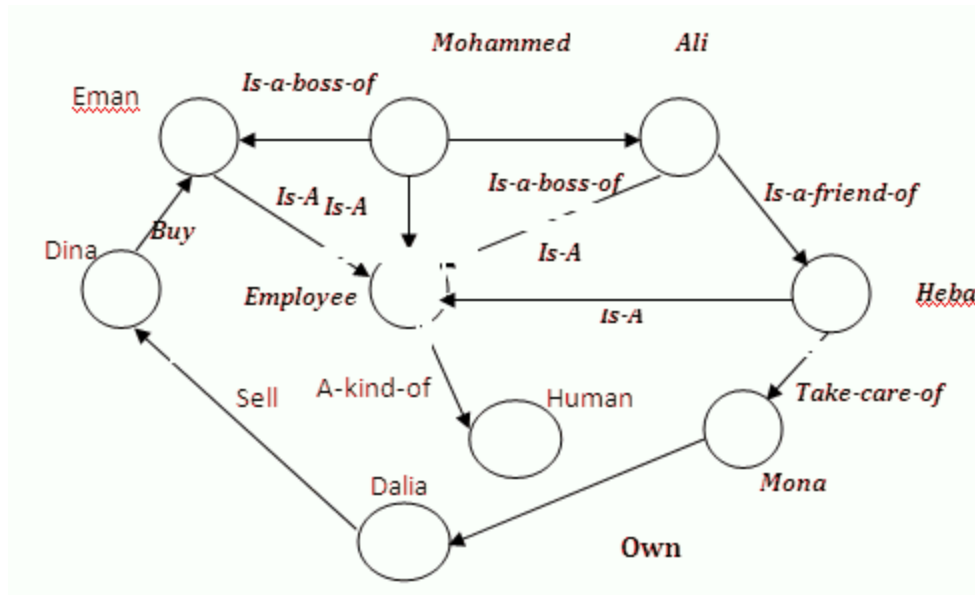 Mohammed
Ali
Is-a-boss-of
Eman
Is-a-boss-of
Is-a-friend-of
Is-A
Is-A
Buy
Dina
Is-A
Employee
Heba
Is-A
A-kind-of
Human
Take-care-of
Sell
Dalia
Mona
Own